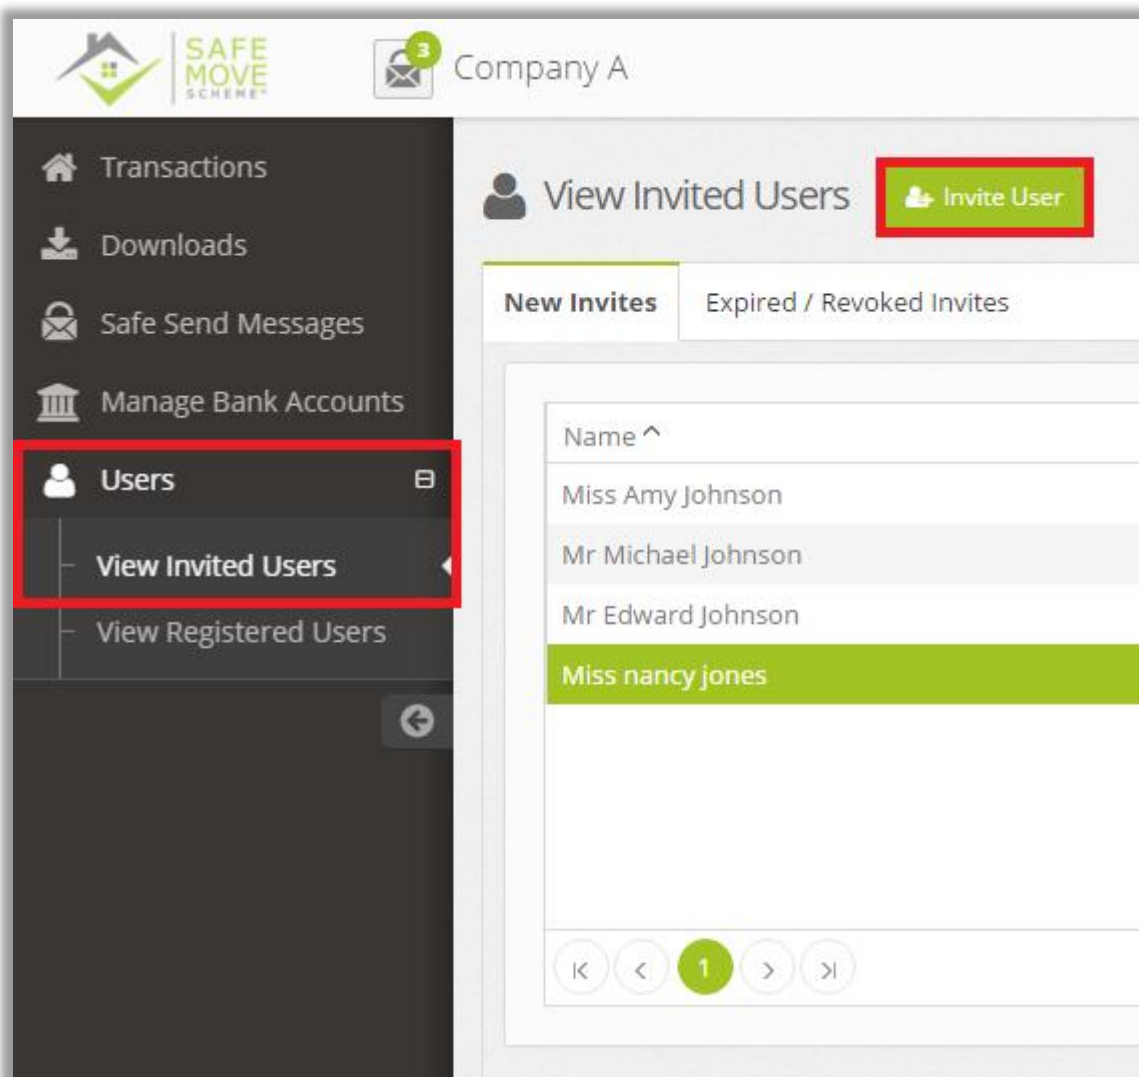 SAFE
MOVE
SCHEME
3
Company A
Transactions
Downloads
Safe Send Messages
Manage Bank Accounts
Users
View Invited Users
View Registered Users
View Invited Users
Invite User
New Invites
Expired / Revoked Invites
Name
Miss Amy Johnson
Mr Michael Johnson
Mr Edward Johnson
Miss nancy jones
1